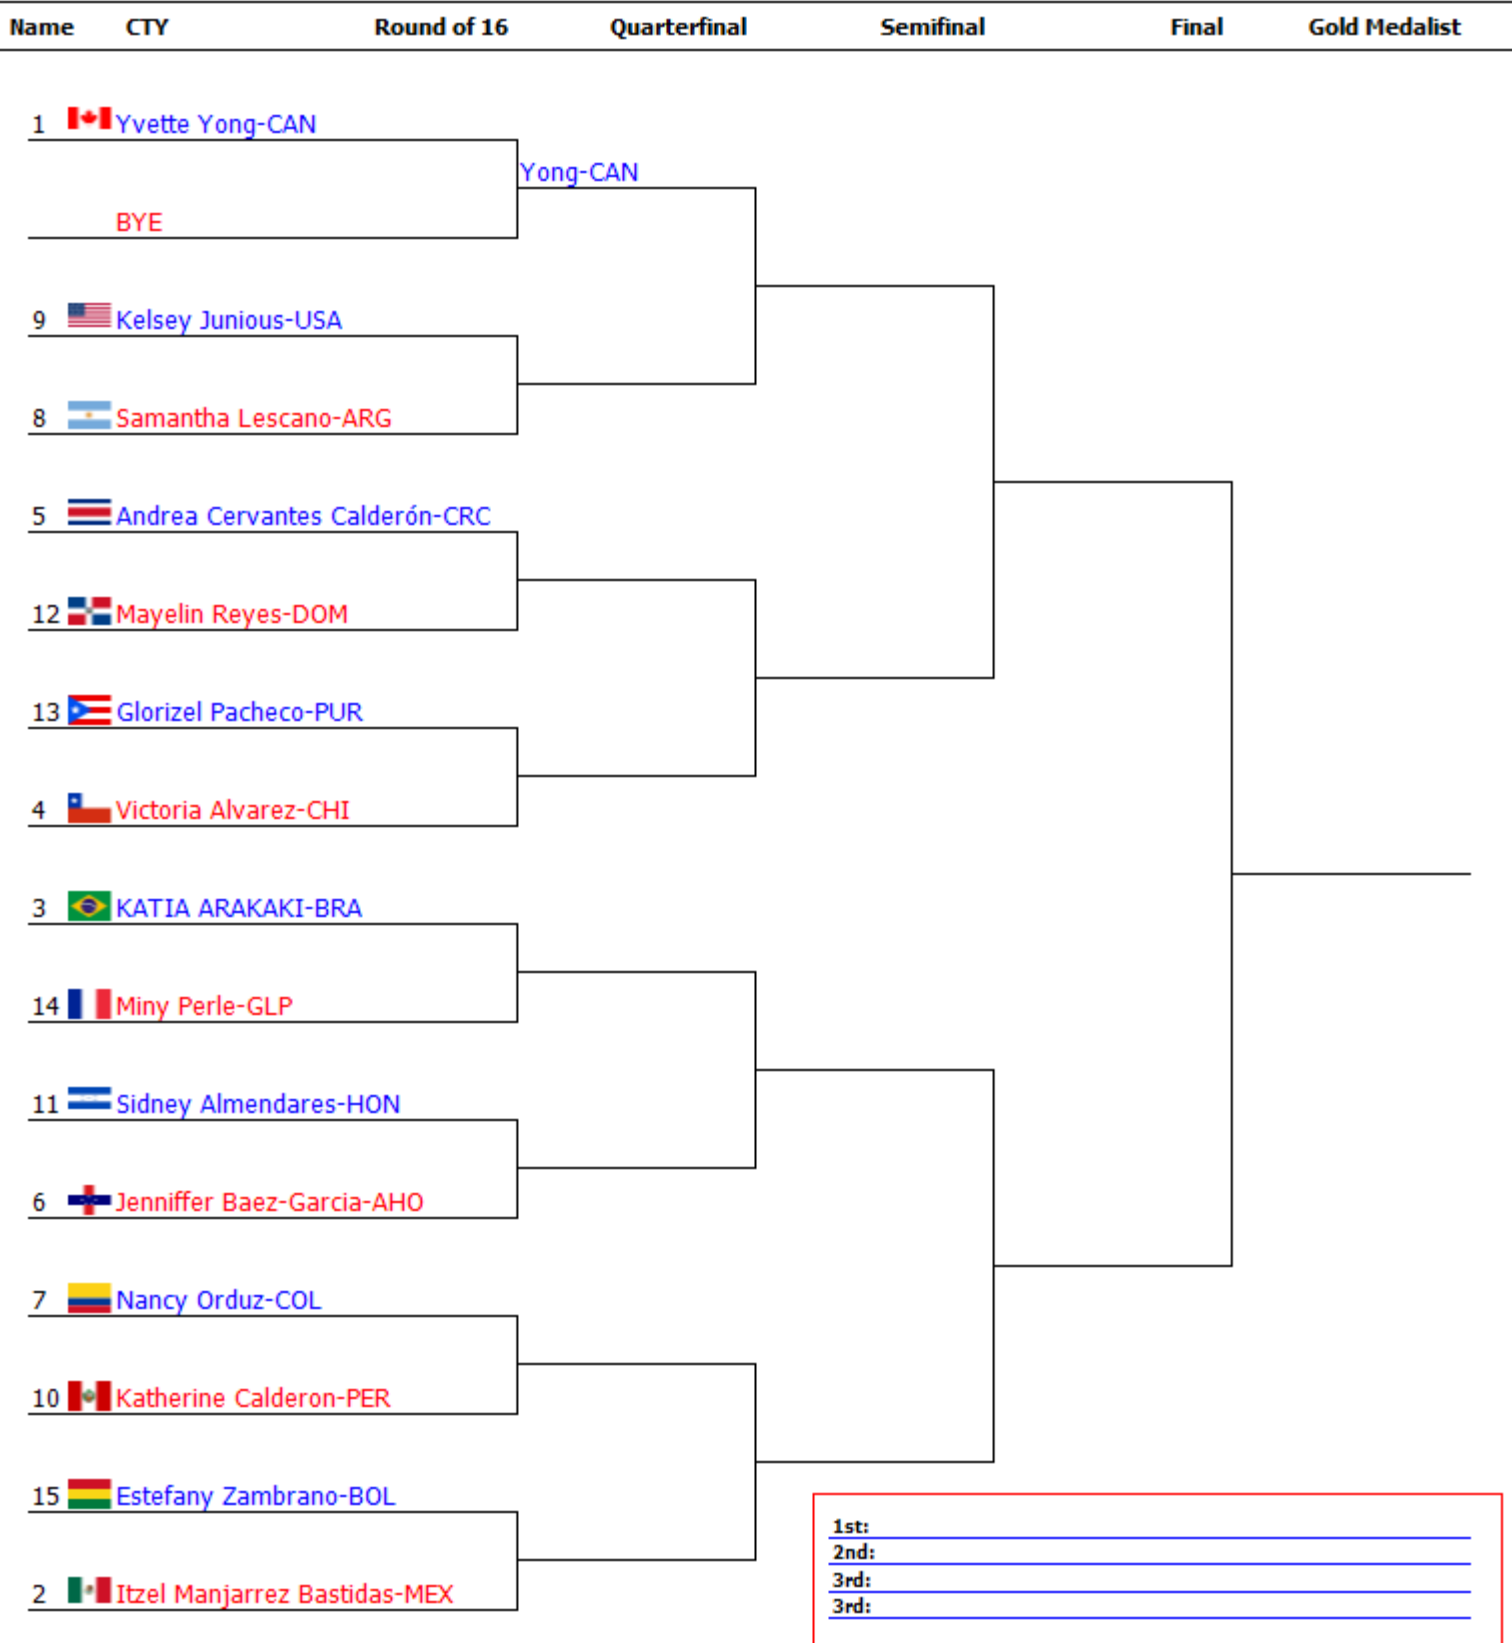 Name CTY Round of 16 Quarterfinal Semifinal Final Gold Medalist
1 Yvette Yong-CAN
Yong-CAN
BYE
9 Kelsey Junious-USA
8 Samantha Lescano-ARG
5 Andrea Cervantes Calderón-CRC
12 Mayelin Reyes-DOM
13 Glorizel Pacheco-PUR
4 Victoria Alvarez-CHI
3 KATIA ARAKAKI-BRA
14 Miny Perle-GLP
11 Sidney Almendares-HON
6 Jenniffer Baez-Garcia-AHO
7 Nancy Orduz-COL
10 Katherine Calderon-PER
15 Estefany Zambrano-BOL
2 Itzel Manjarrez Bastidas-MEX
1st:
2nd:
3rd:
3rd: